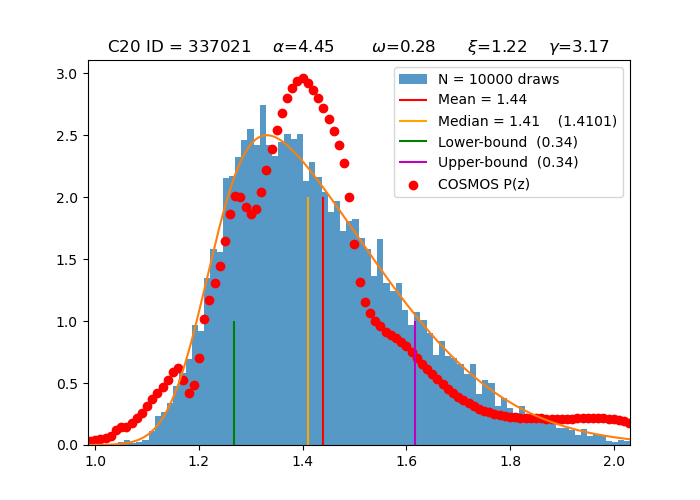 C20 ID = 337021 α=4.45 ω=0.28 ξ=1.22 γ=3.17
N = 10000 draws
Mean = 1.44
Median = 1.41 (1.4101)
Lower-bound (0.34)
Upper-bound (0.34)
COSMOS P(z)
3.0
2.5
2.0
1.5
1.0
0.5
0.0
1.0 1.2 1.4 1.6 1.8 2.0